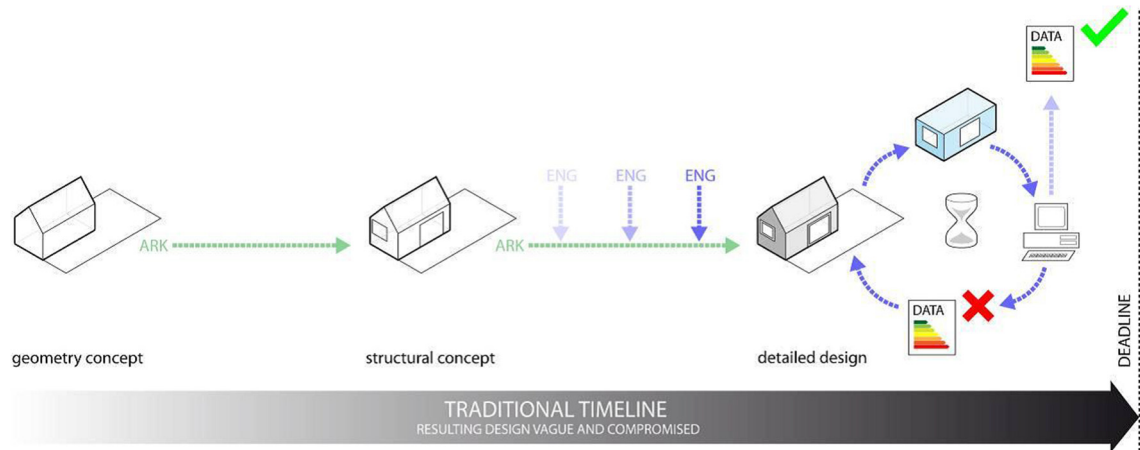 DATA
ENG ENG ENG
ARK ARK
DATA
DEADLINE
geometry concept structural concept detailed design
TRADITIONAL TIMELINE
RESULTING DESIGN VAGUE AND COMPROMISED